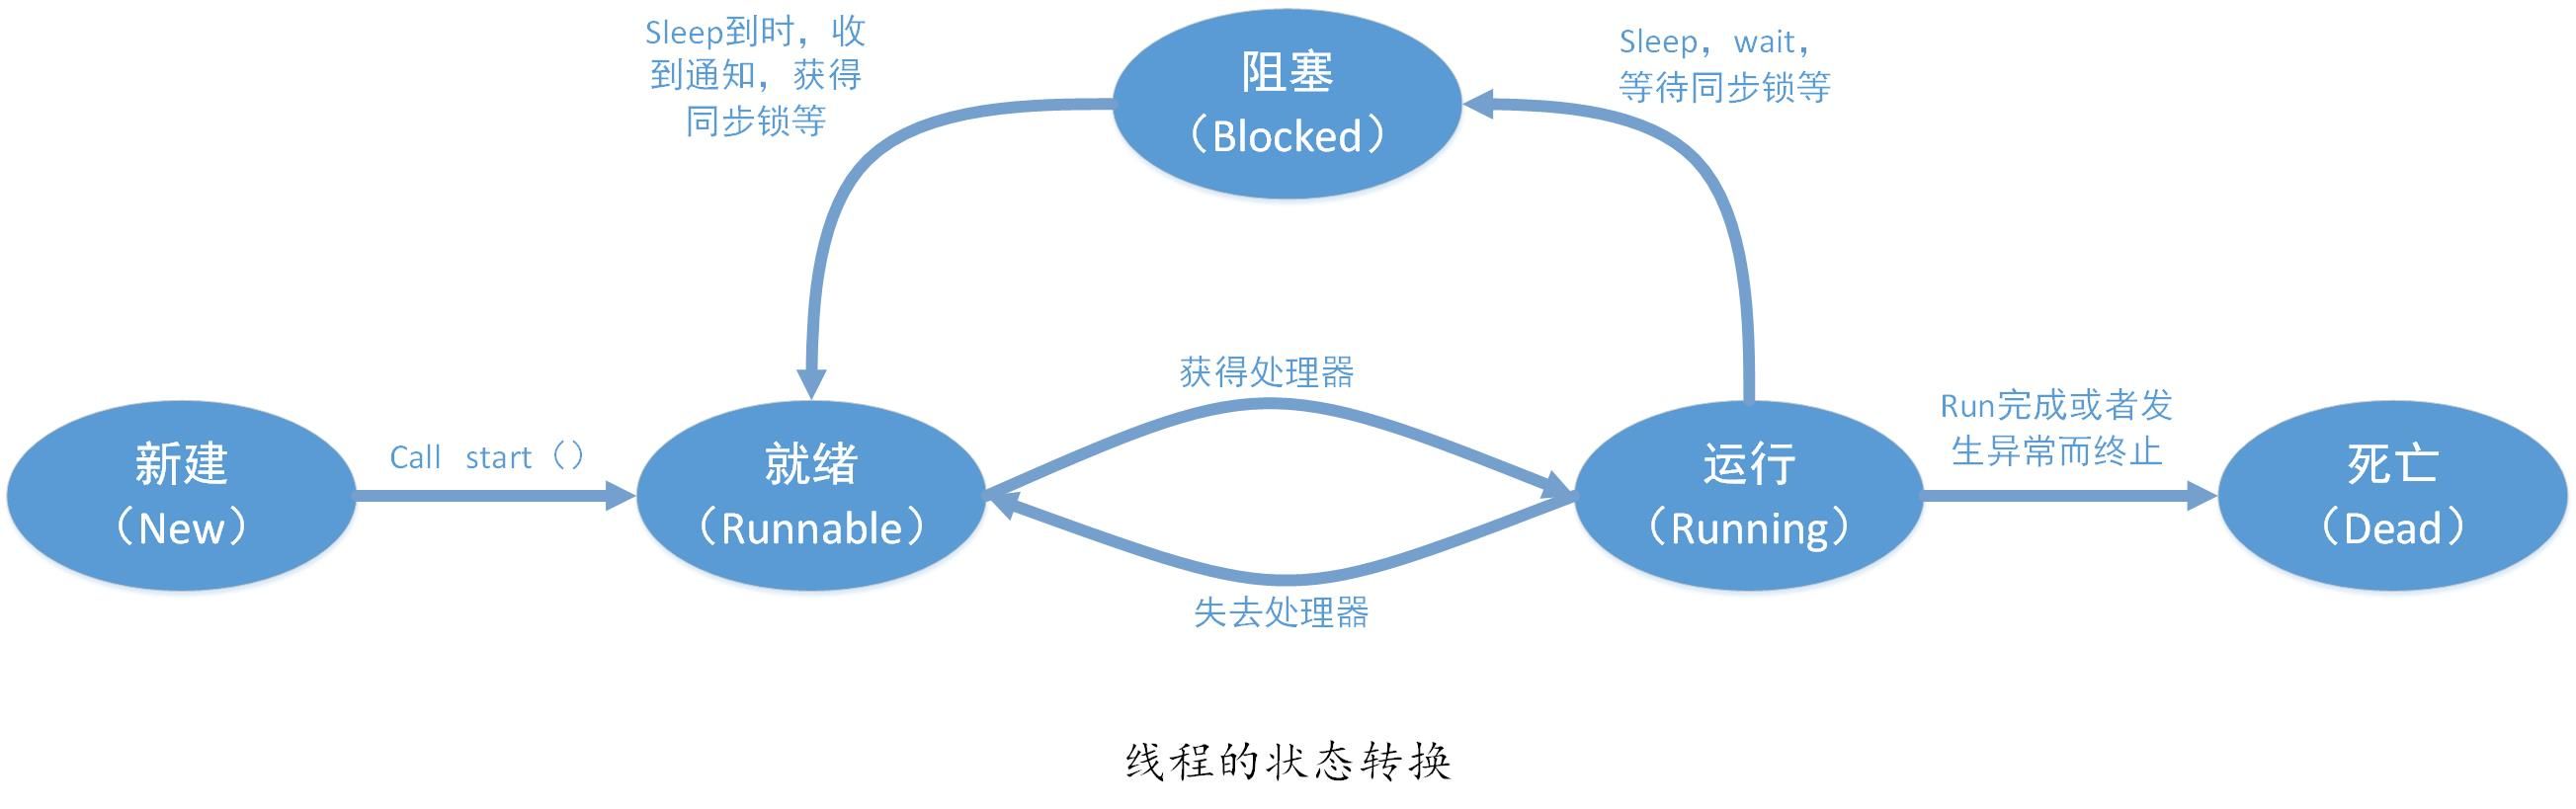 Sleep到时，收
到通知，获得
同步锁等
阻塞
（Blocked）
Sleep，wait，
等待同步锁等
获得处理器
新建
（New）
Call start（）
就绪
（Runnable）
运行
（Running）
Run完成或者发
生异常而终止
死亡
（Dead）
失去处理器
线程的状态转换